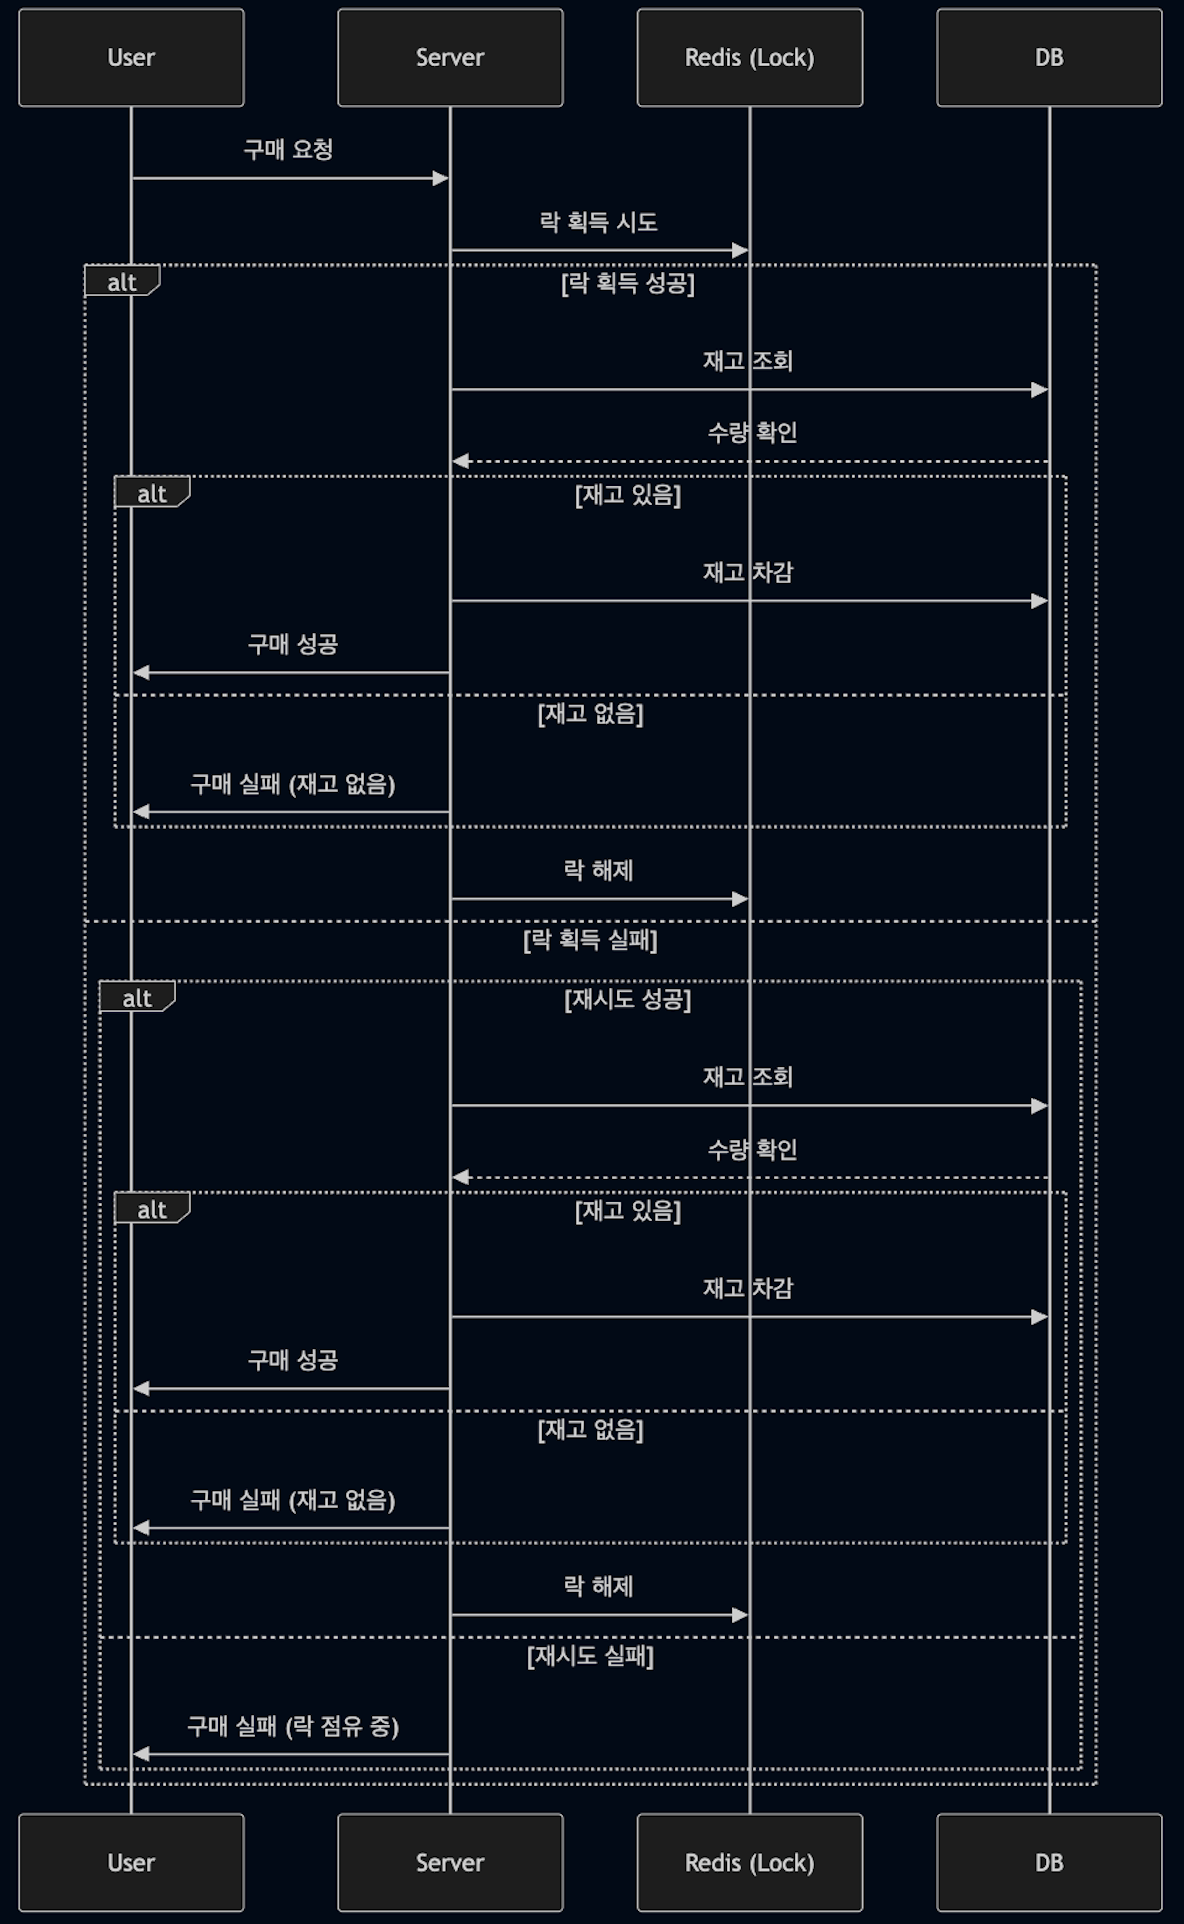 User
Server
Redis (Lock)
DB
구매 요청
락 획득 시도
alt
[락 획득 성공]
재고 조회
수량 확인
alt
[재고 있음]
재고 차감
구매 성공
[재고 없음]
구매 실패 (재고 없음)
락 해제
[락 획득 실패]
alt
[재시도 성공]
재고 조회
수량 확인
alt
[재고 있음]
재고 차감
구매 성공
[재고 없음]
구매 실패 (재고 없음)
락 해제
[재시도 실패]
구매 실패 (락 점유 중)
User
Server
Redis (Lock)
DB